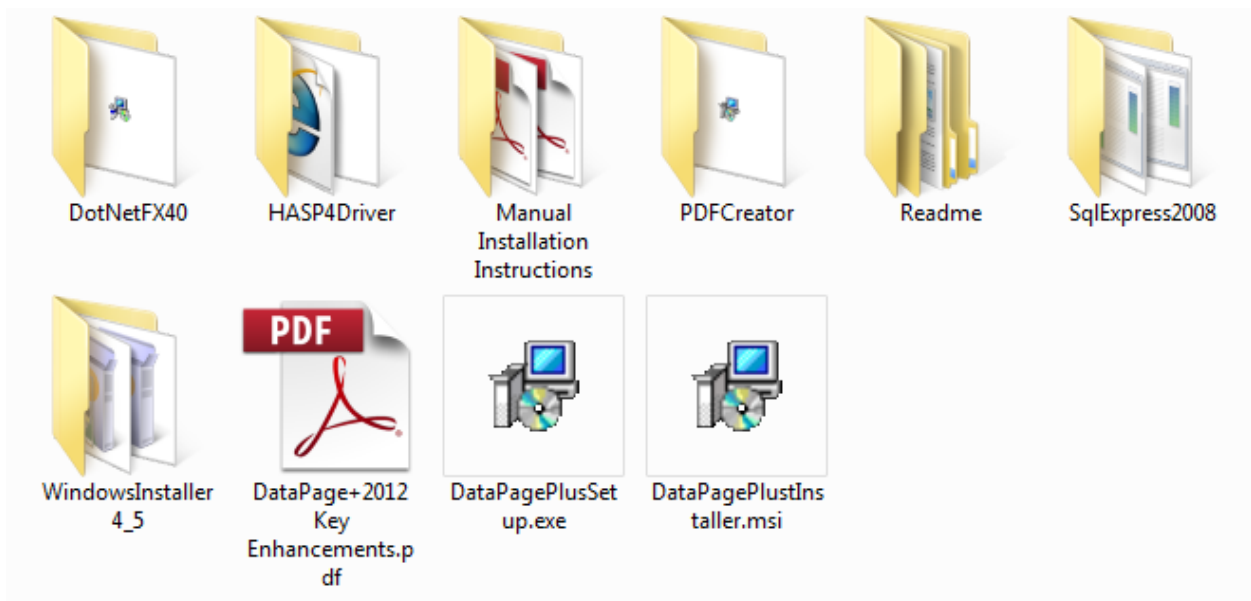 DotNetFX40
HASP4Driver
Manual
Installation
Instructions
PDFCreator
Readme
SqlExpress2008
WindowsInstaller
4_5
PDF
DataPage+2012
Key
Enhancements.p
df
DataPagePlusSet
up.exe
DataPagePlustIns
taller.msi